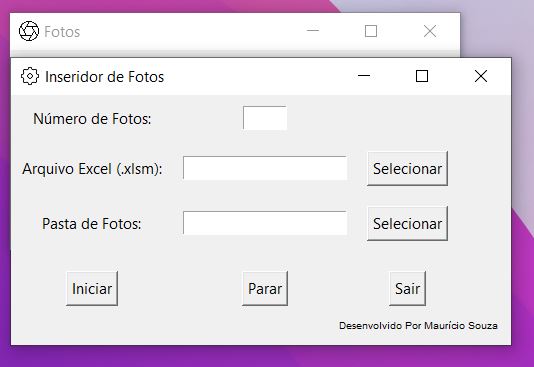 Fotos
Inseridor de Fotos
Número de Fotos:
Arquivo Excel (.xlsm): Selecionar
Pasta de Fotos: Selecionar
Iniciar Parar Sair
Desenvolvido Por Maurício Souza